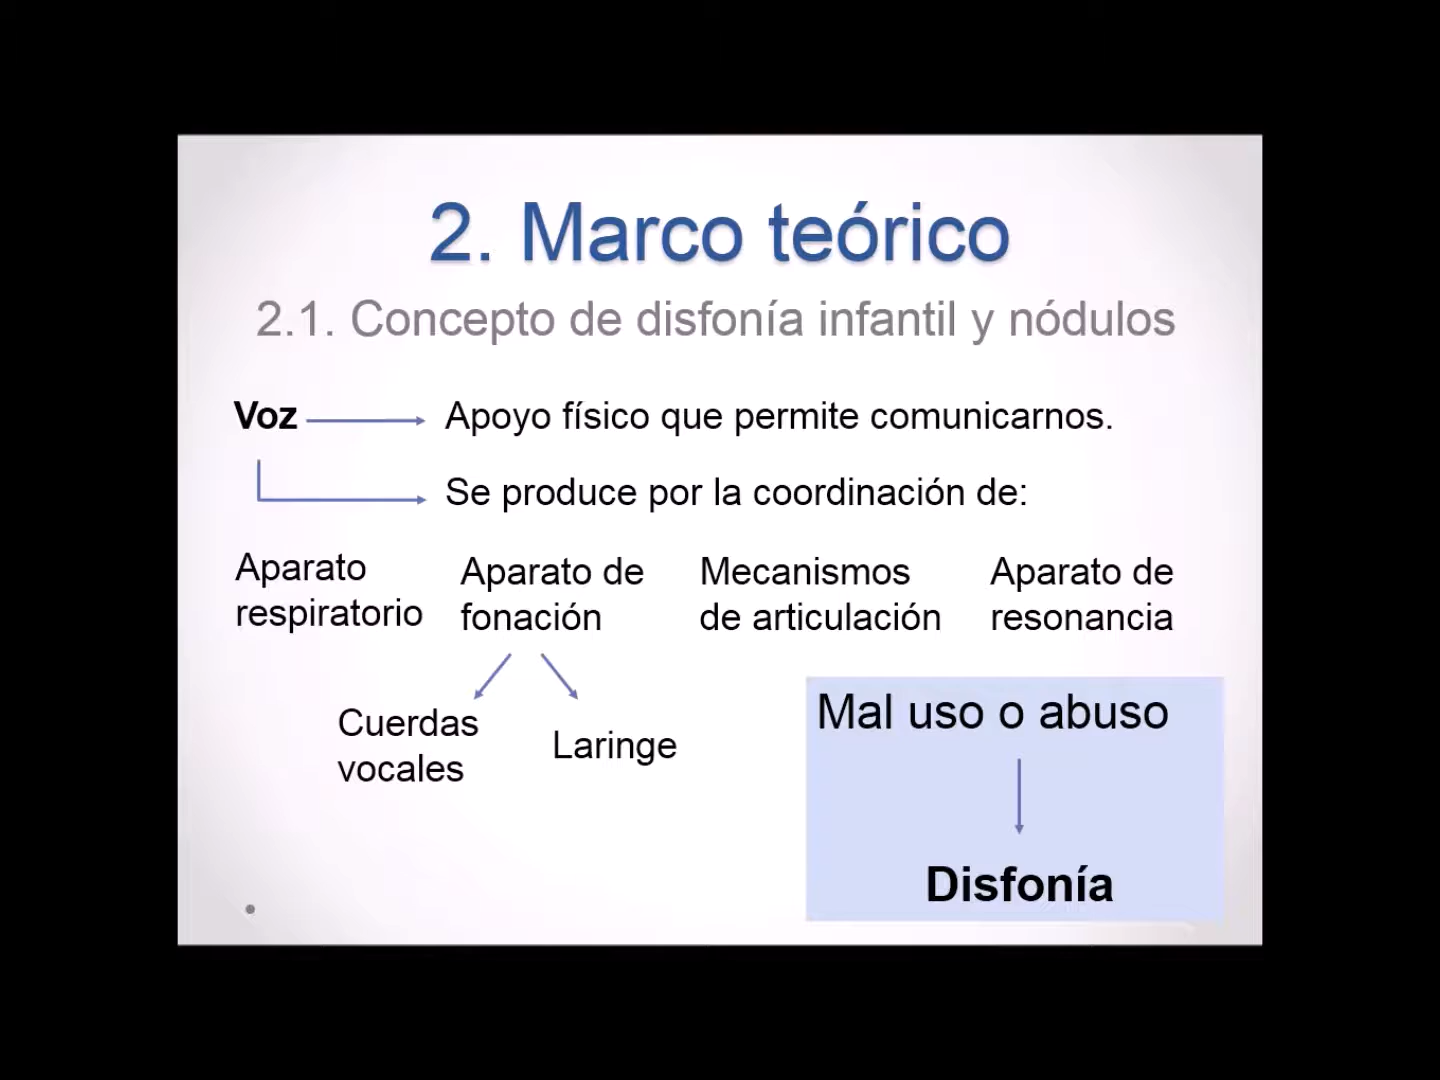 2. Marco teórico
2.1. Concepto de disfonía infantil y nódulos
Voz
Apoyo físico que permite comunicarnos.
Se produce por la coordinación de:
Aparato
respiratorio
Aparato de
fonación
Mecanismos
de articulación
Aparato de
resonancia
Cuerdas
vocales
Laringe
Mal uso o abuso
Disfonía